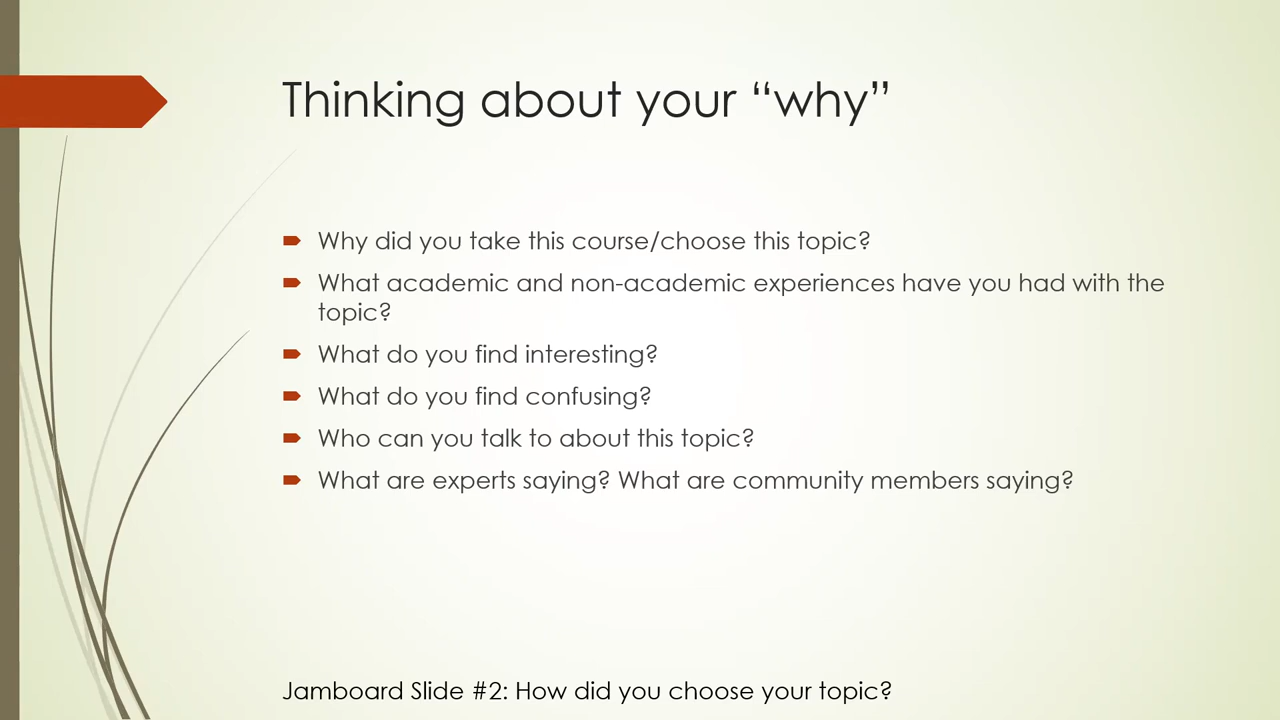 Thinking about your “why”
Why did you take this course/choose this topic?
What academic and non-academic experiences have you had with the
topic?
What do you find interesting?
What do you find confusing?
Who can you talk to about this topic?
What are experts saying? What are community members saying?
Jamboard Slide #2: How did you choose your topic?